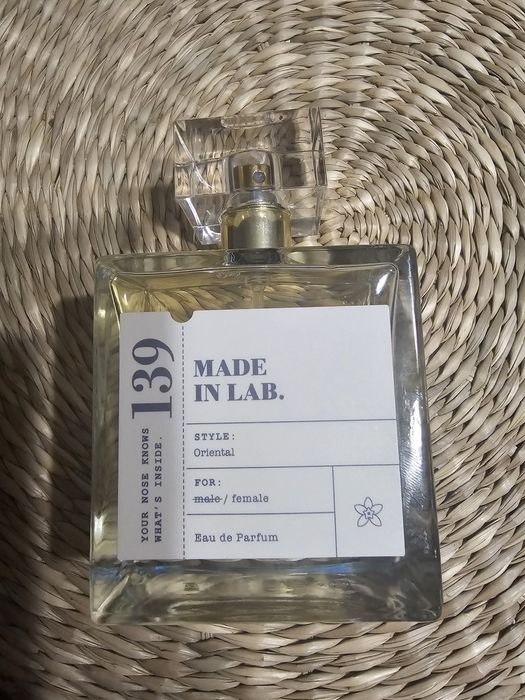 139
YOUR NOSE KNOWS
WHAT'S INSIDE.
MADE
IN LAB.
STYLE:
Oriental
FOR:
male / female
Eau de Parfum